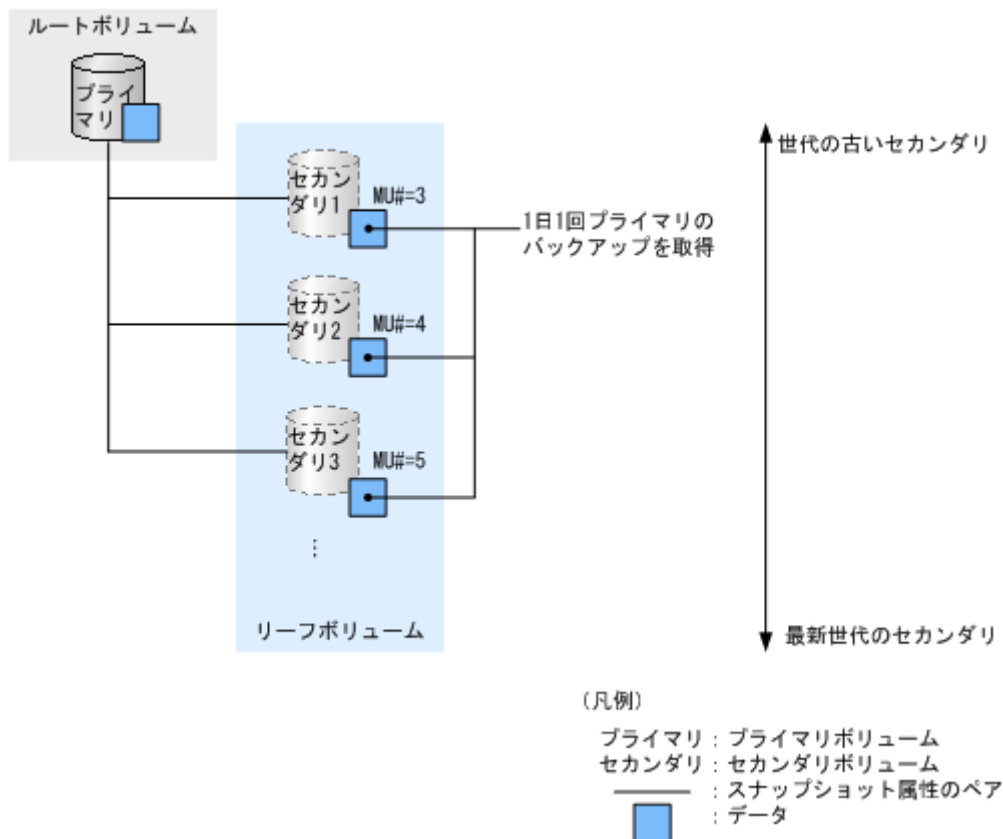 ルートボリューム
プライ
マリ
セカン
ダリ1
MU#=3
世代の古いセカンダリ
1日1回プライマリの
バックアップを取得
セカン
ダリ2
MU#=4
セカン
ダリ3
MU#=5
⋮
リーフボリューム
最新世代のセカンダリ
(凡例)
プライマリ：プライマリボリューム
セカンダリ：セカンダリボリューム
：スナップショット属性のペア
：データ